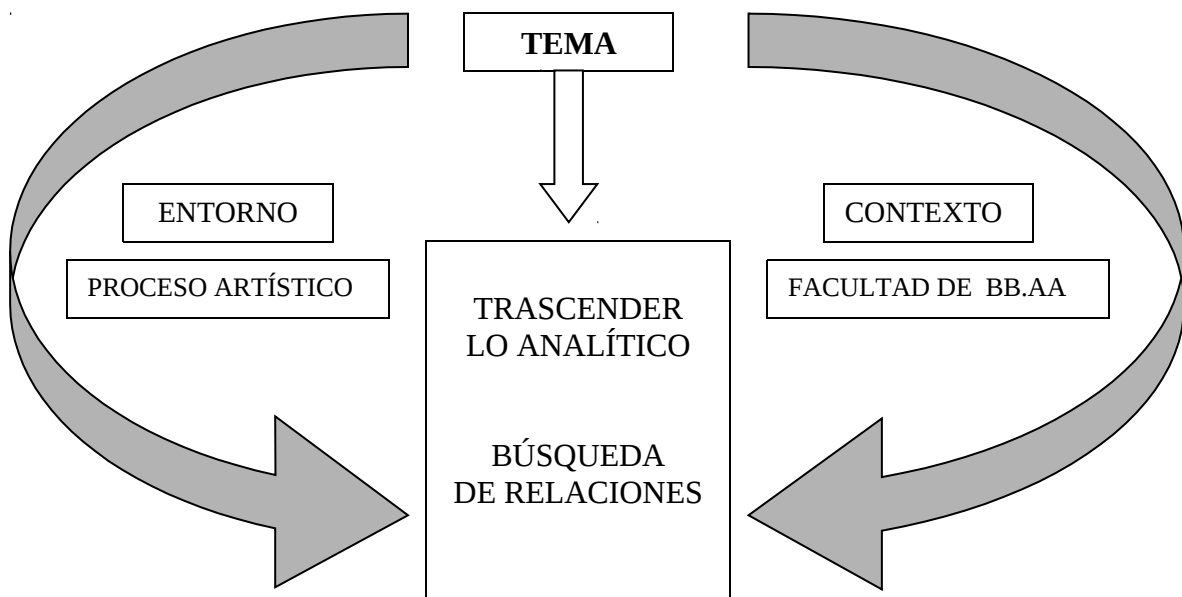 TEMA
ENTORNO
PROCESO ARTÍSTICO
CONTEXTO
FACULTAD DE BB.AA
TRASCENDER
LO ANALÍTICO
BÚSQUEDA
DE RELACIONES